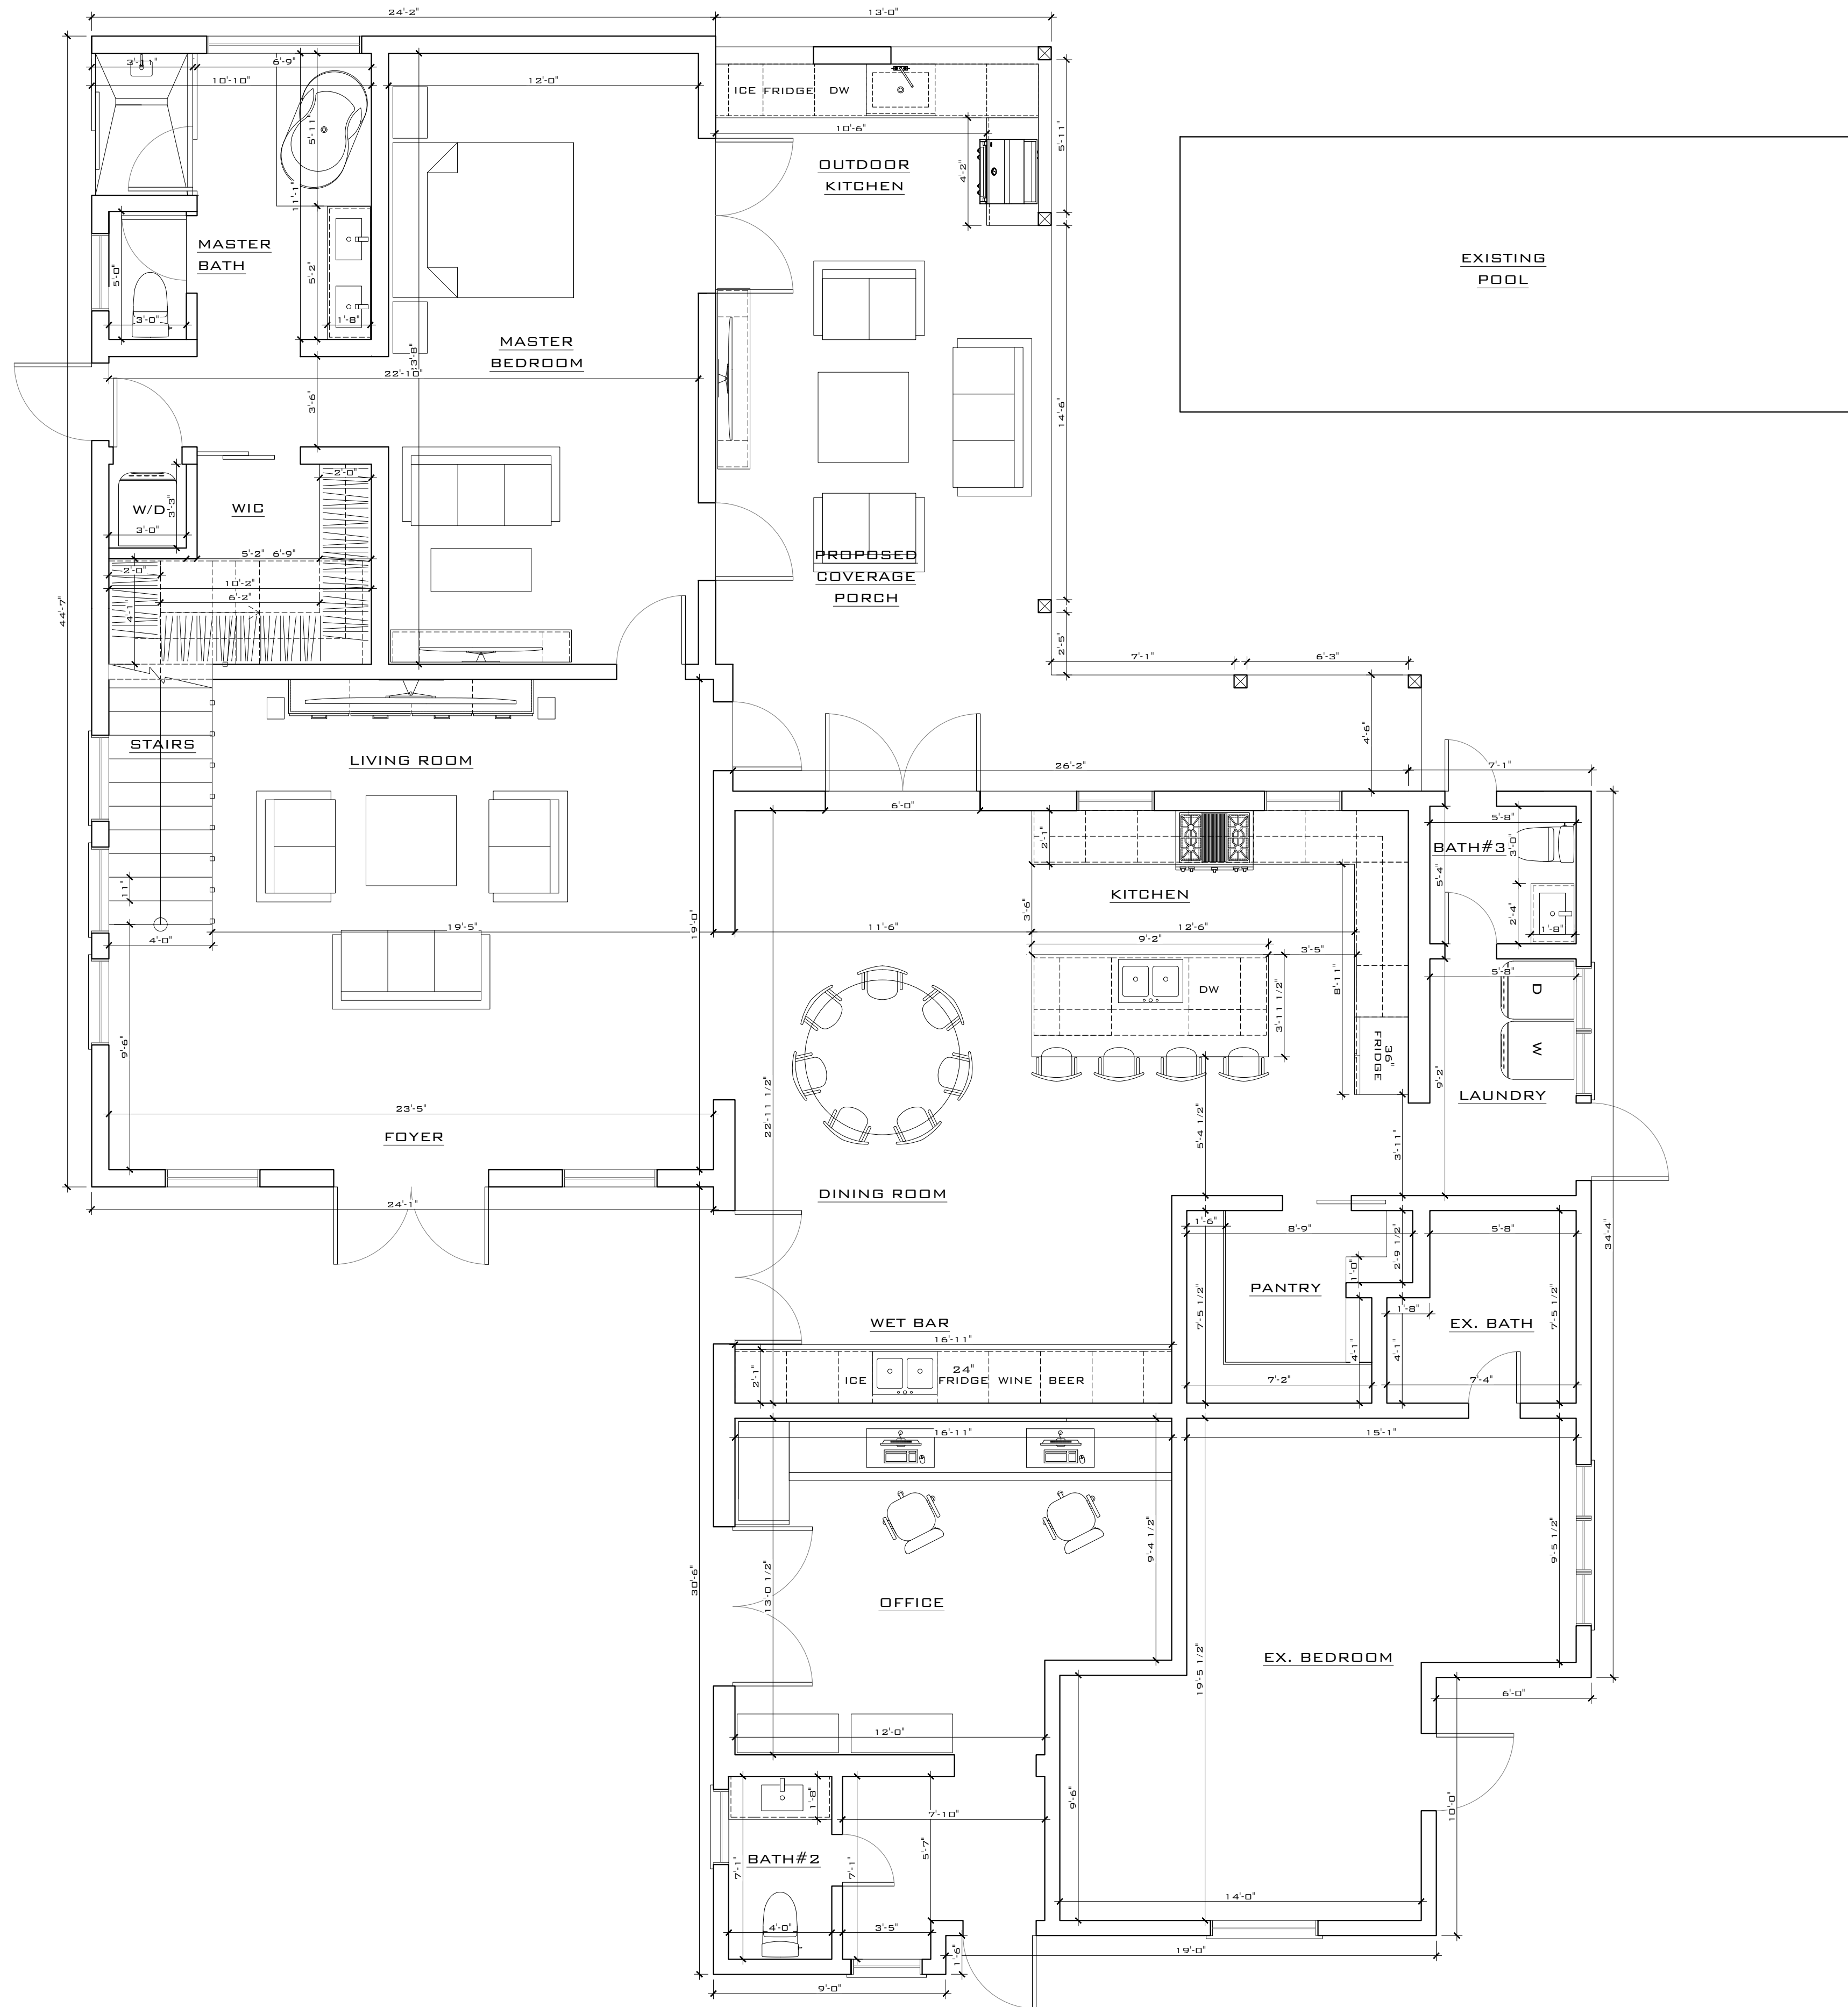 24'-2"
13'-0"
3'-11"
6'-9"
10'-10"
12'-0"
ICE
FRIDGE
DW
10'-6"
5'-11"
5'-11"
4'-2"
OUTDOOR
KITCHEN
11'-1"
MASTER
BATH
5'-0"
5'-2"
3'-0"
1'-8"
EXISTING
POOL
MASTER
BEDROOM
22'-10"
3'-6"
14'-6"
2'-0"
W/D
3'-3"
WIC
3'-0"
5'-2"
6'-9"
2'-0"
10'-2"
6'-2"
4'-1"
44'-7"
PROPOSED
COVERAGE
PORCH
2'-5"
7'-1"
6'-3"
4'-6"
STAIRS
LIVING ROOM
26'-2"
7'-1"
6'-0"
2'-1"
5'-8"
BATH#3
3'-0"
5'-4"
KITCHEN
11"
3'-6"
2'-4"
19'-5"
19'-0"
11'-6"
12'-6"
1'-8"
4'-0"
9'-2"
3'-5"
8'-11"
5'-8"
DW
3'-11 1/2"
D
W
36"
FRIDGE
9'-6"
9'-2"
LAUNDRY
23'-5"
22'-11 1/2"
5'-4 1/2"
3'-11"
FOYER
DINING ROOM
24'-1"
1'-6"
8'-9"
2'-9 1/2"
5'-8"
34'-4"
1'-0"
PANTRY
7'-5 1/2"
1'-8"
7'-5 1/2"
EX. BATH
WET BAR
16'-11"
4'-1"
4'-1"
2'-1"
ICE
24"
FRIDGE
WINE
BEER
7'-2"
7'-4"
16'-11"
15'-1"
9'-4 1/2"
9'-5 1/2"
30'-6"
13'-0 1/2"
OFFICE
19'-5 1/2"
EX. BEDROOM
6'-0"
12'-0"
1'-8"
9'-6"
10'-0"
7'-10"
5'-7"
BATH#2
7'-1"
7'-1"
14'-0"
4'-0"
3'-5"
19'-0"
1'-6"
9'-0"